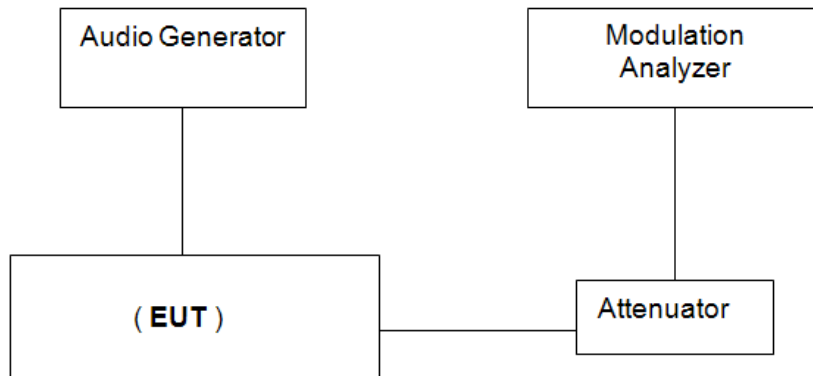 Audio Generator
Modulation
Analyzer
( EUT )
Attenuator